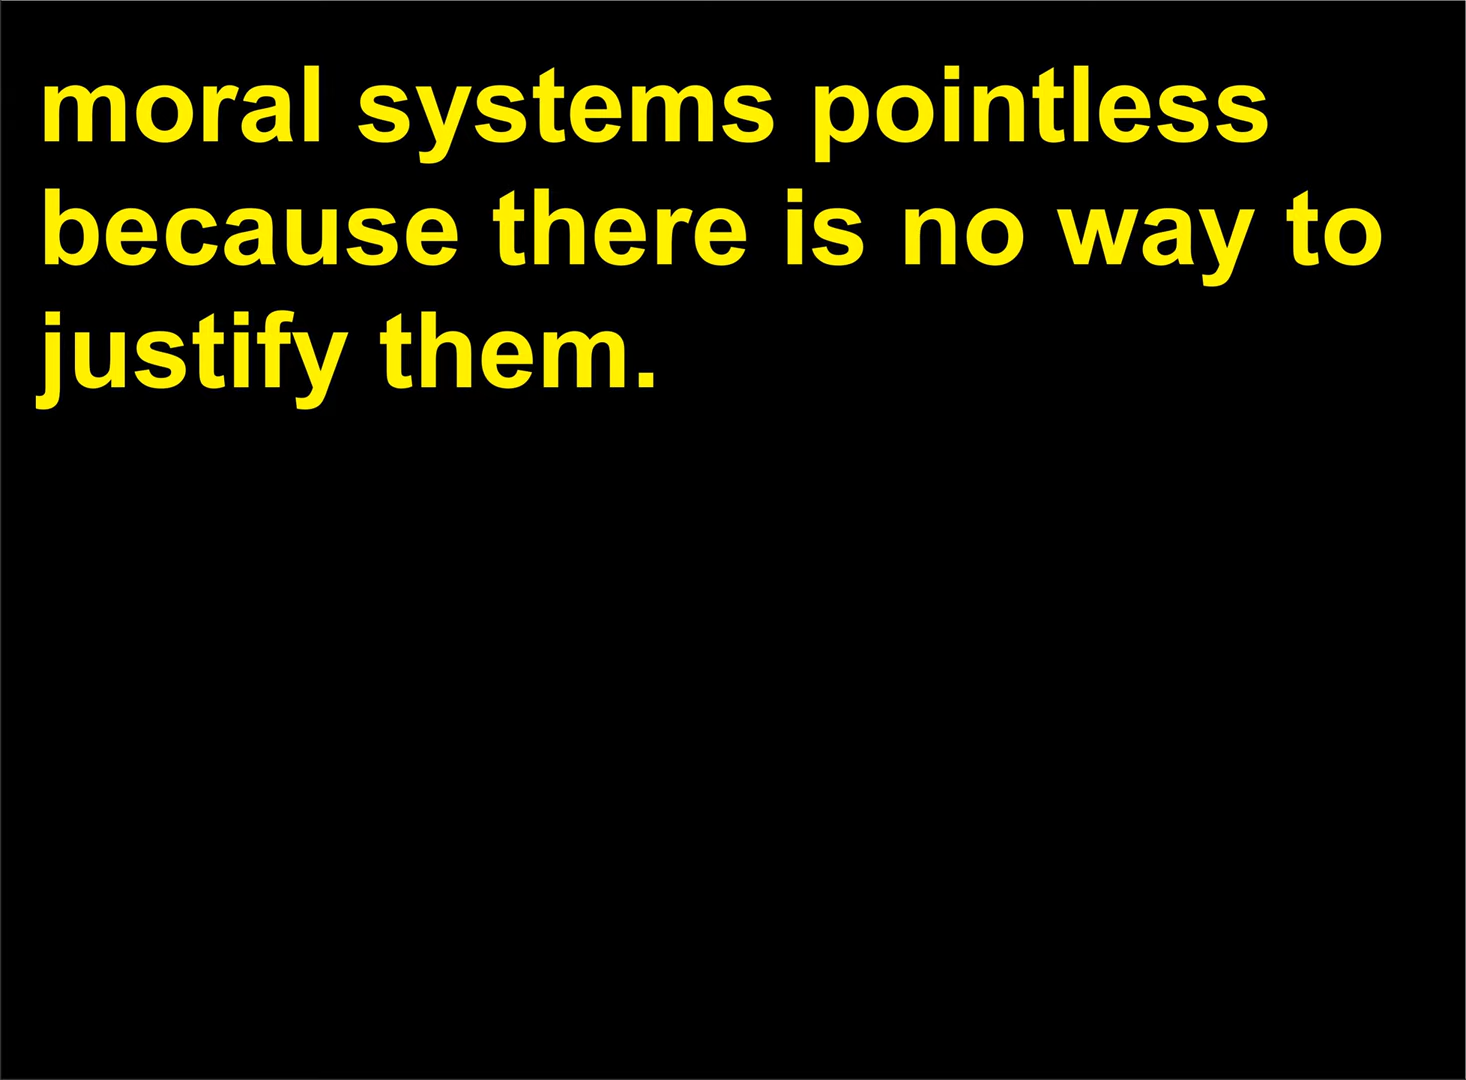 moral systems pointless
because there is no way to
justify them.